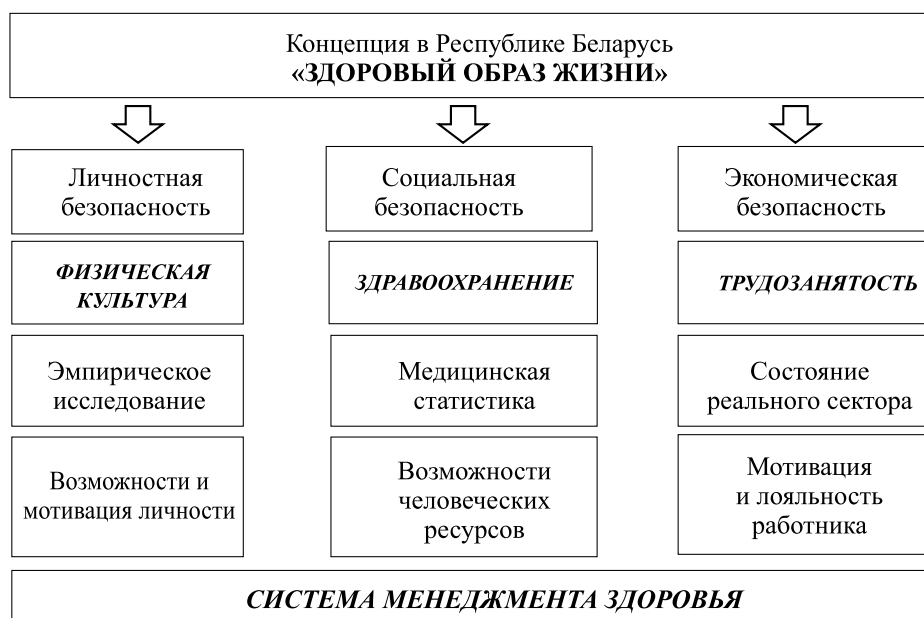 Концепция в Республике Беларусь
«ЗДОРОВЫЙ ОБРАЗ ЖИЗНИ»
Личностная
безопасность
ФИЗИЧЕСКАЯ
КУЛЬТУРА
Эмпирическое
исследование
Возможности и
мотивация личности
Социальная
безопасность
ЗДРАВООХРАНЕНИЕ
Медицинская
статистика
Возможности
человеческих
ресурсов
Экономическая
безопасность
ТРУДОЗАНЯТОСТЬ
Состояние
реального сектора
Мотивация
и лояльность
работника
СИСТЕМА МЕНЕДЖМЕНТА ЗДОРОВЬЯ